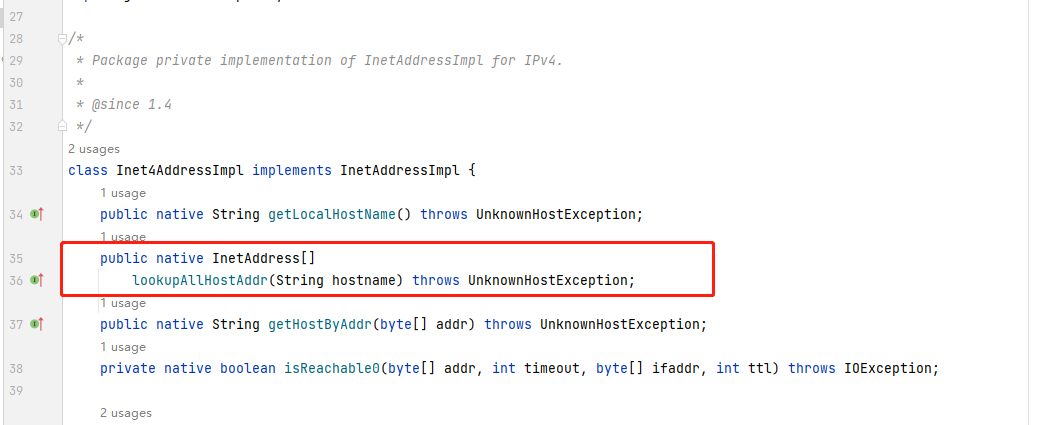 27
28 /*
29 * Package private implementation of InetAddressImpl for IPv4.
30 *
31 * @since 1.4
32 */
2 usages
33 class Inet4AddressImpl implements InetAddressImpl {
1 usage
34 public native String getLocalHostName() throws UnknownHostException;
1 usage
35 public native InetAddress[]
36 lookupAllHostAddr(String hostname) throws UnknownHostException;
1 usage
37 public native String getHostByAddr(byte[] addr) throws UnknownHostException;
1 usage
38 private native boolean isReachable0(byte[] addr, int timeout, byte[] ifaddr, int ttl) throws IOException;
39
2 usages